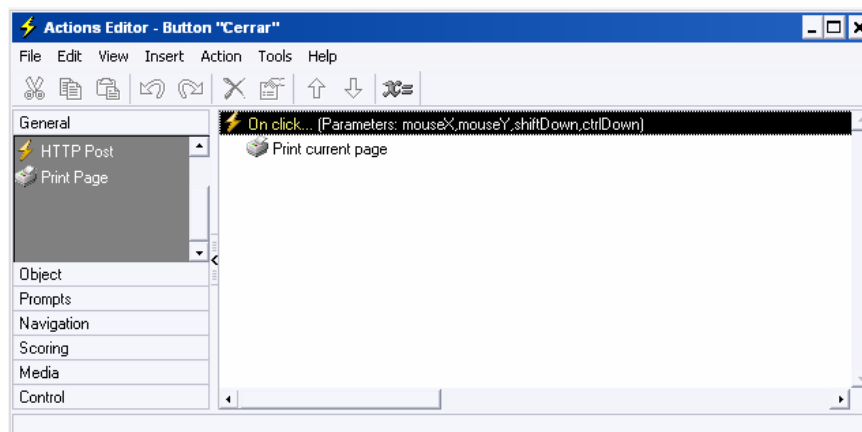 Actions Editor - Button "Cerrar"
File Edit View Insert Action Tools Help
x=
General
HTTP Post
Print Page
Object
Prompts
Navigation
Scoring
Media
Control
On click... (Parameters: mouseX,mouseY,shiftDown,ctrlDown)
Print current page